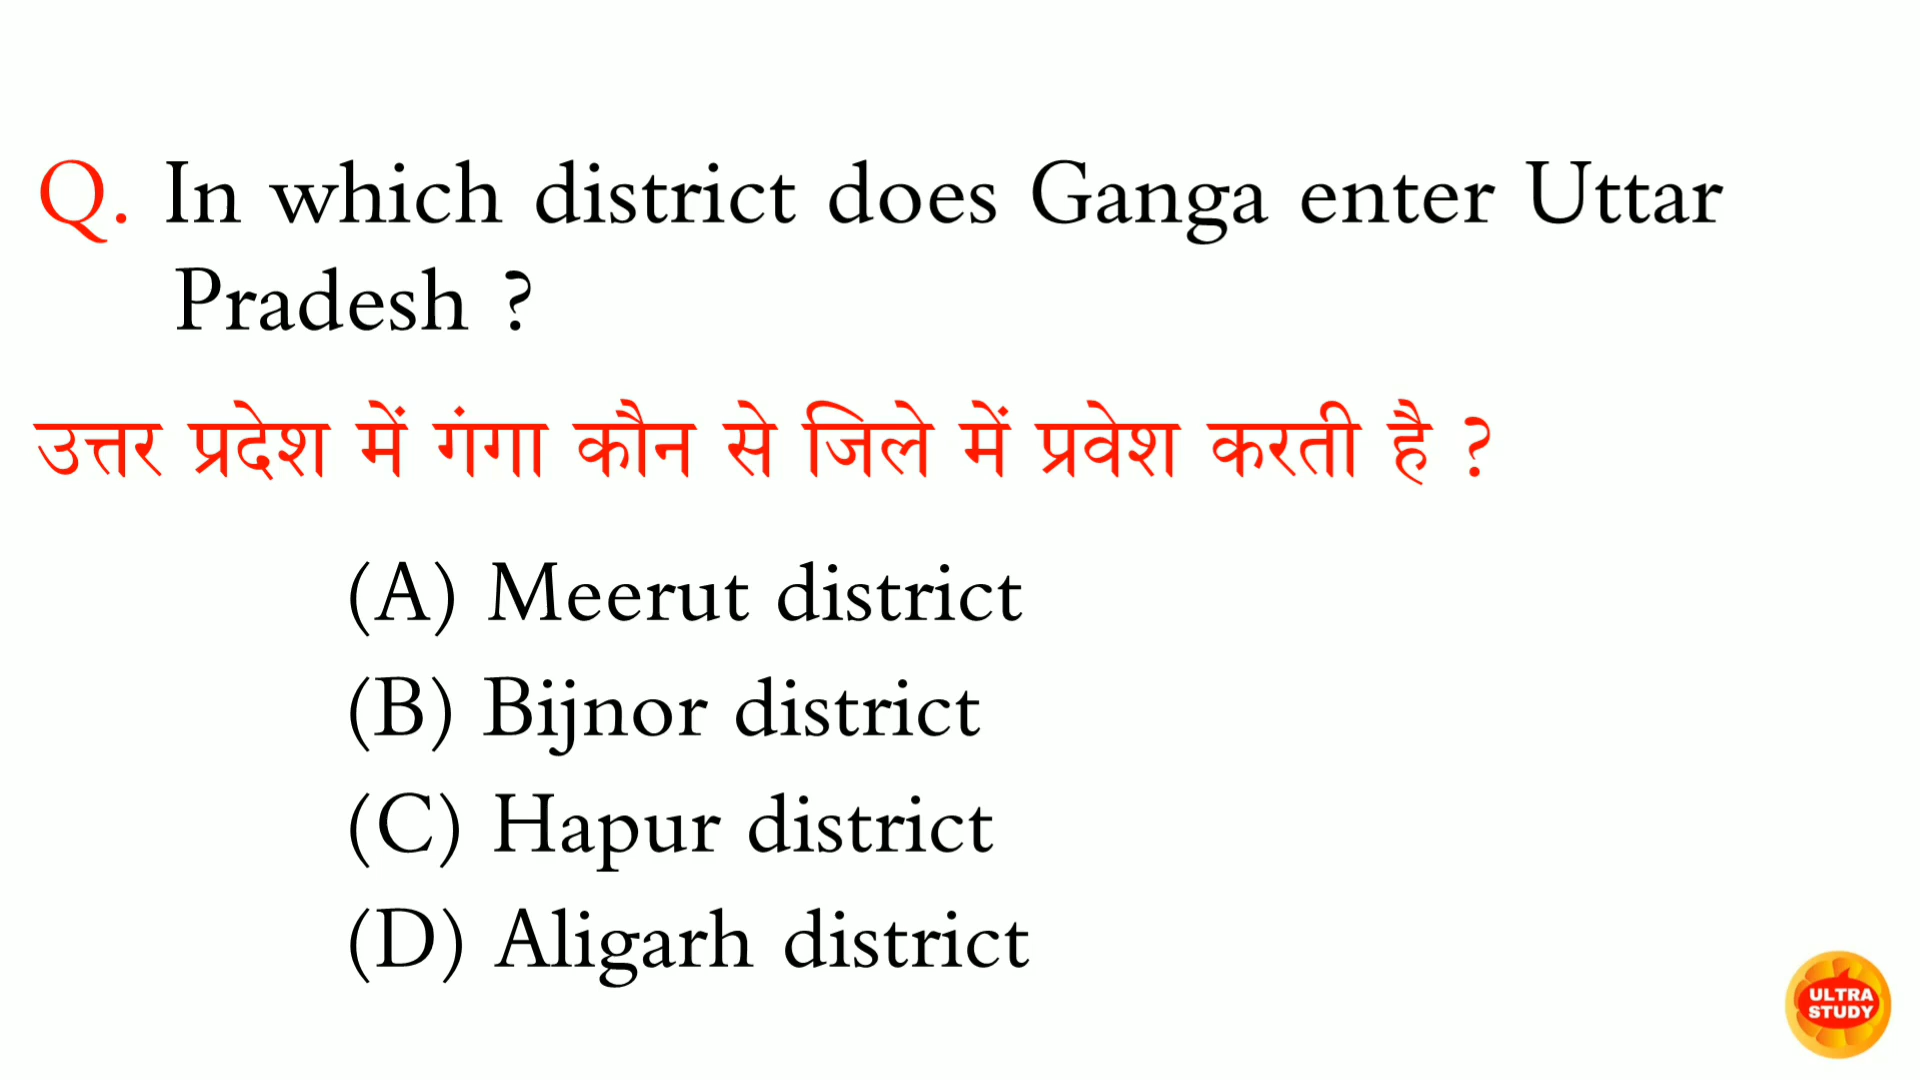 Q. In which district does Ganga enter Uttar
Pradesh ?
उत्तर प्रदेश में गंगा कौन से जिले में प्रवेश करती है ?
(A) Meerut district
(B) Bijnor district
(C) Hapur district
(D) Aligarh district
ULTRA
STUDY